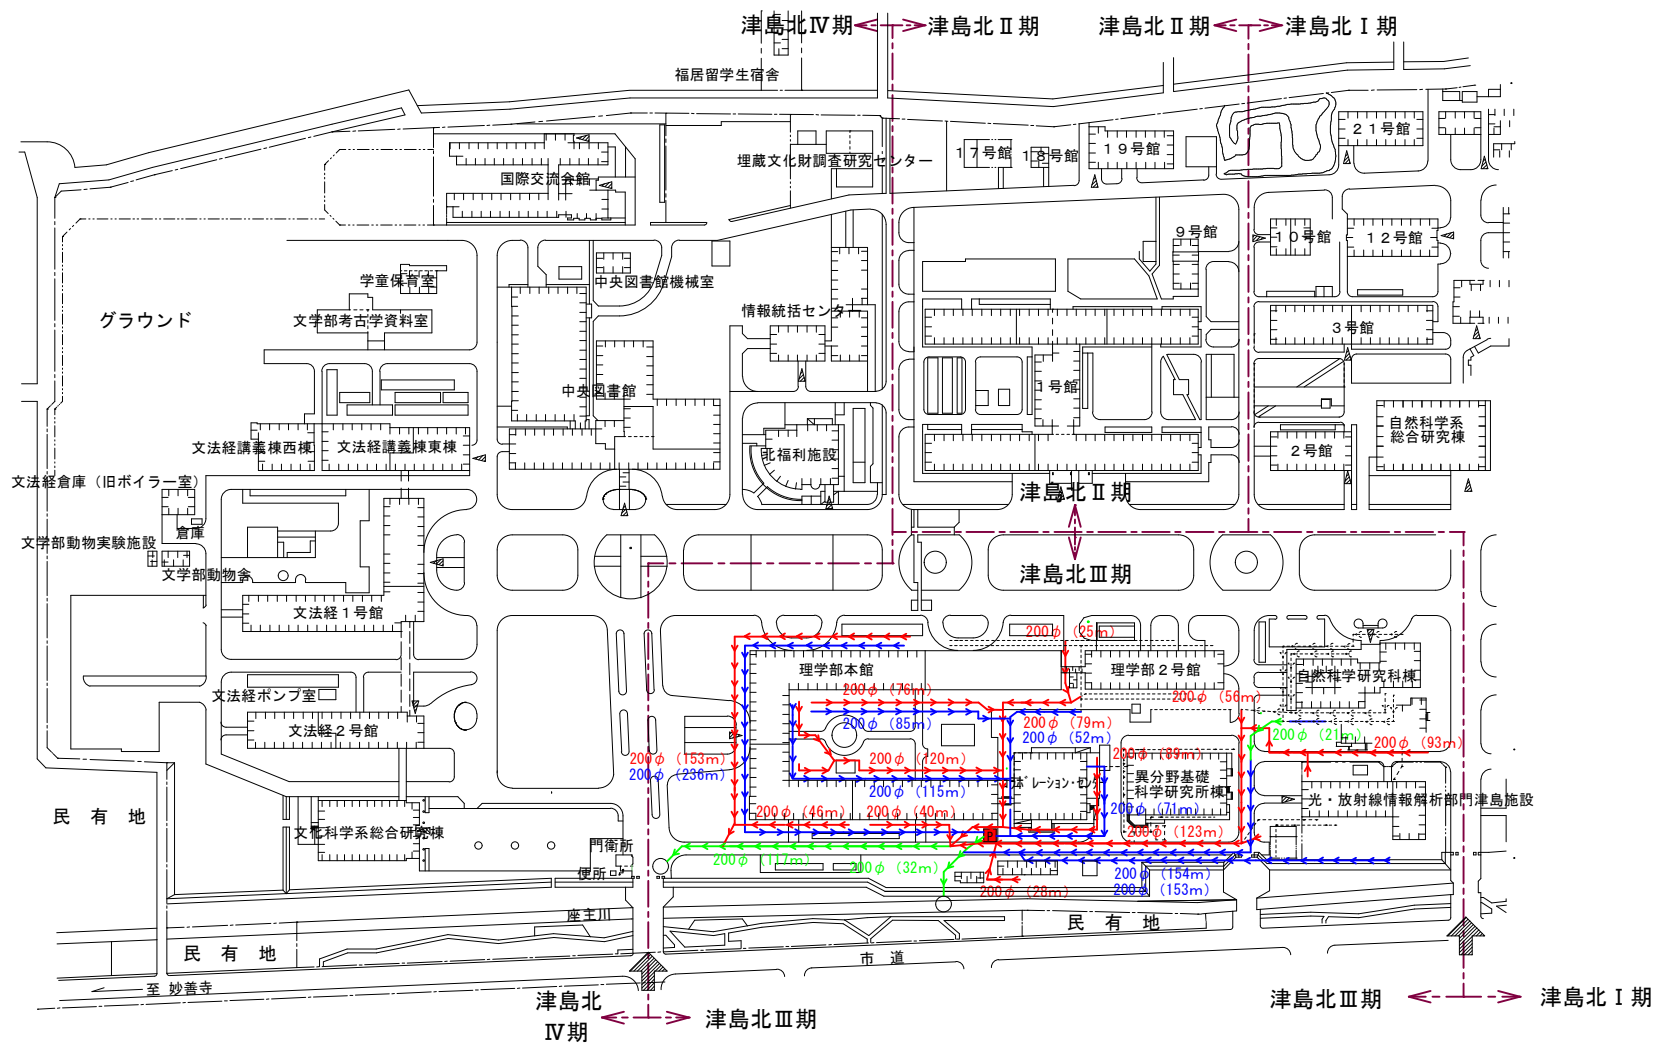 津島北Ⅳ期
津島北Ⅱ期
津島北Ⅱ期
津島北Ⅰ期
福居留学生宿舎
国際交流会館
埋蔵文化財調査研究センター
１７号館
１８号館
１９号館
２１号館
９号館
１０号館
１２号館
学童保育室
中央図書館機械室
グラウンド
文学部考古学資料室
情報統括センター
３号館
中央図書館
１号館
文法経講義棟西棟
文法経講義棟東棟
北福利施設
２号館
自然科学系
総合研究棟
文法経倉庫（旧ボイラー室）
津島北Ⅱ期
倉庫
文学部動物実験施設
文学部動物舎
津島北Ⅲ期
文法経１号館
200φ（25m）
理学部本館
理学部２号館
自然科学研究科棟
文法経ポンプ室
200φ（76m）
200φ（56m）
200φ（85m）
200φ（79m）
200φ（52m）
文法経２号館
200φ（21m）
200φ（93m）
200φ（153m）
200φ（236m）
200φ（120m）
200φ（89m）
200φ（115m）
異分野基礎
科学研究所棟
光・放射線情報解析部門津島施設
200φ（46m）
200φ（40m）
200φ（71m）
民 有 地
文化科学系総合研究棟
200φ（123m）
P
門衛所
200φ（117m）
200φ（32m）
便所
200φ（154m）
200φ（153m）
200φ（28m）
座主川
民 有 地
民 有 地
市 道
至 妙善寺
津島北
Ⅳ期
津島北Ⅲ期
津島北Ⅲ期
津島北Ⅰ期